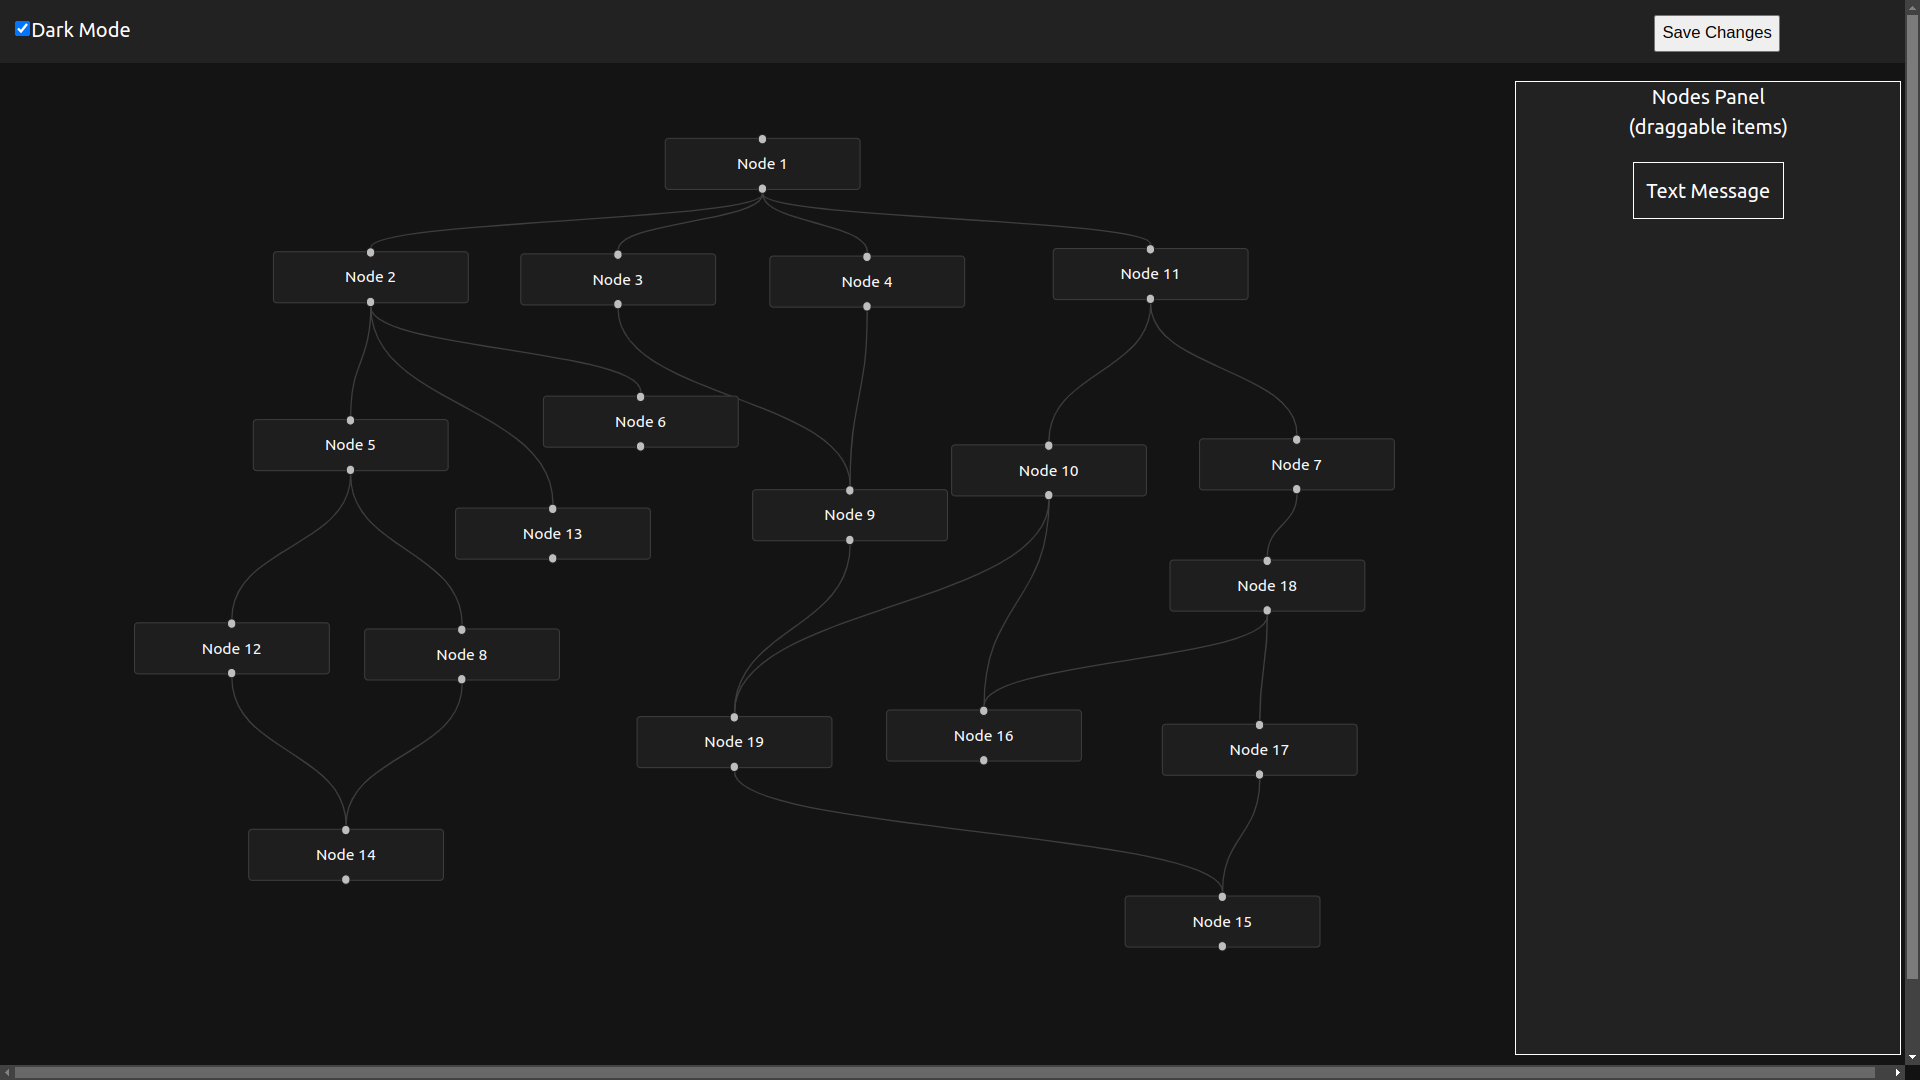 Dark Mode
Save Changes
Nodes Panel
(draggable items)
Text Message
Node 1
Node 2
Node 3
Node 4
Node 11
Node 6
Node 5
Node 10
Node 7
Node 9
Node 13
Node 18
Node 12
Node 8
Node 19
Node 16
Node 17
Node 14
Node 15